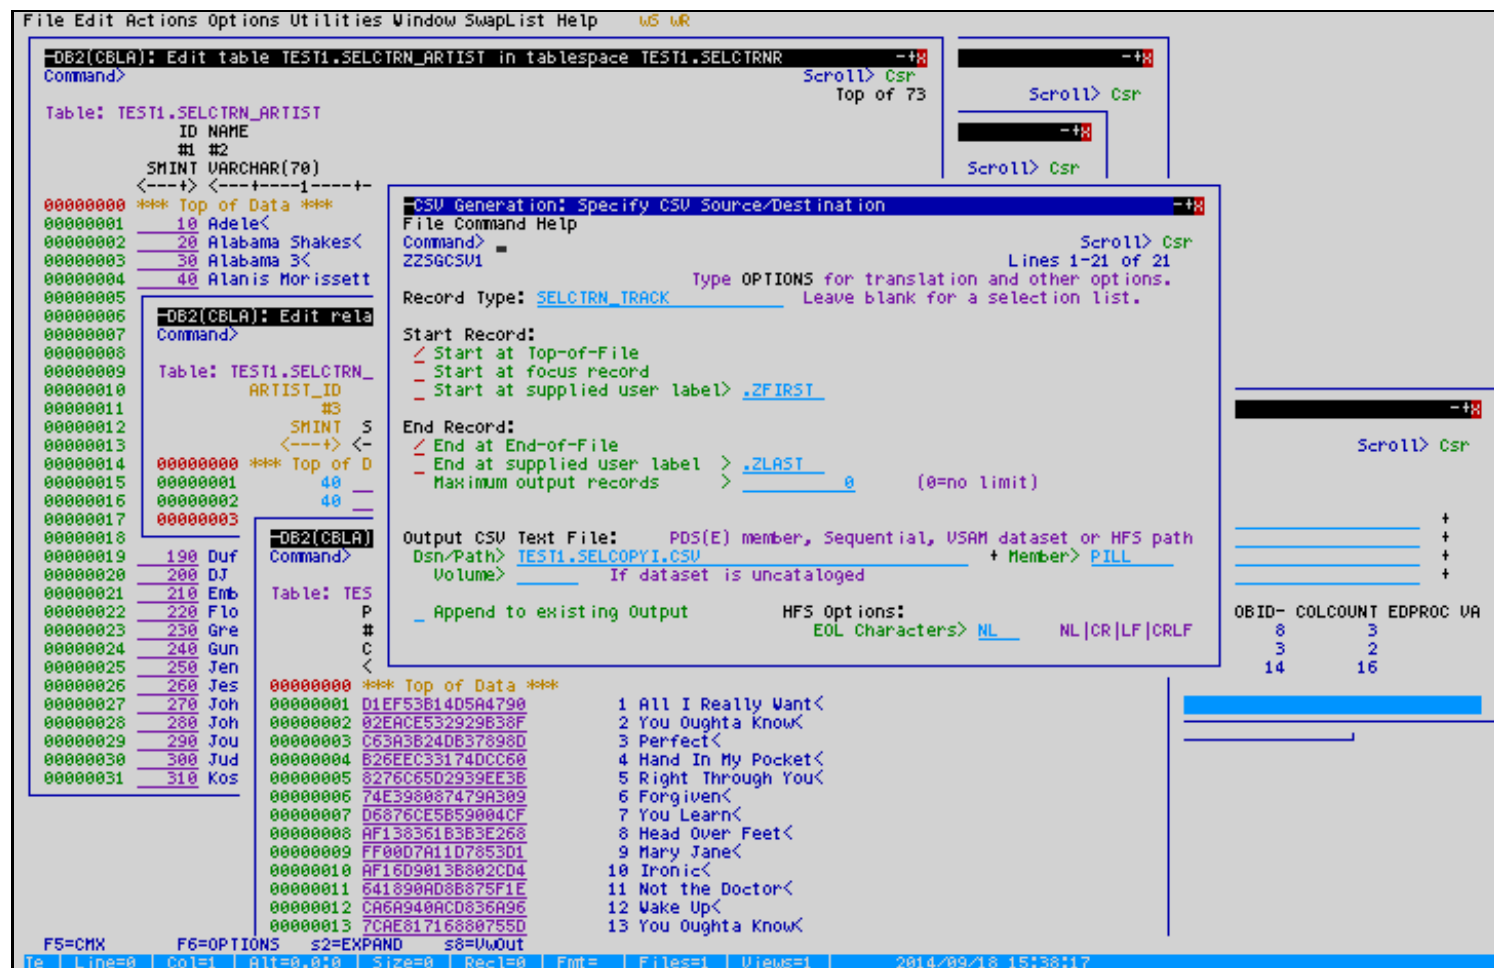 File Edit Actions Options Utilities Window SwapList Help wS wR
-DB2(CBLA): Edit table TEST1.SELCTRN_ARTIST in tablespace TEST1.SELCTRNR -+x
Command> Scroll> Csr
Top of 73
Table: TEST1.SELCTRN_ARTIST
ID NAME
#1 #2
SMINT VARCHAR(70)
<---+> <---+----1----+-
00000000 *** Top of Data ***
00000001 10 Adele<
00000002 20 Alabama Shakes<
00000003 30 Alabama 3<
00000004 40 Alanis Morissett
00000005
00000006
00000007
00000008
00000009
00000010
00000011
00000012
00000013
00000014
00000015
00000016
00000017
00000018
00000019 190 Duf
00000020 200 DJ
00000021 210 Emb
00000022 220 Flo
00000023 230 Gre
00000024 240 Gun
00000025 250 Jen
00000026 260 Jes
00000027 270 Joh
00000028 280 Joh
00000029 290 Jou
00000030 300 Jud
00000031 310 Kos
-+x
Scroll> Csr
-+x
Scroll> Csr
-DB2(CBLA): Edit rela
Command>
Table: TEST1.SELCTRN_
ARTIST_ID
#3
SMINT S
<---+> <-
00000000 *** Top of D
00000001 40
00000002 40
00000003
-CSV Generation: Specify CSV Source/Destination -+x
File Command Help
Command> _ Scroll> Csr
ZZSGCSV1 Lines 1-21 of 21
Type OPTIONS for translation and other options.
Record Type: SELCTRN_TRACK Leave blank for a selection list.
Start Record:
/ Start at Top-of-File
_ Start at focus record
_ Start at supplied user label> .ZFIRST
End Record:
/ End at End-of-File
_ End at supplied user label > .ZLAST
Maximum output records > 0 (0=no limit)
Output CSV Text File: PDS(E) member, Sequential, VSAM dataset or HFS path
Dsn/Path> TEST1.SELCOPYI.CSV + Member> PILL
Volume> If dataset is uncataloged
_ Append to existing Output HFS Options:
EOL Characters> NL NL|CR|LF|CRLF
-+x
Scroll> Csr
+
+
+
OBID- COLCOUNT EDPROC VA
8 3
3 2
14 16
-DB2(CBLA)
Command>
Table: TES
P
#
C
<
00000000 *** Top of Data ***
00000001 D1EF53B14D5A4790 1 All I Really Want<
00000002 02EACE532929B38F 2 You Oughta Know<
00000003 C63A3B24DB37898D 3 Perfect<
00000004 B26EEC33174DCC60 4 Hand In My Pocket<
00000005 8276C65D2939EE3B 5 Right Through You<
00000006 74E398087479A309 6 Forgiven<
00000007 D6876CE5B59004CF 7 You Learn<
00000008 AF138361B3B3E268 8 Head Over Feet<
00000009 FF00D7A11D7853D1 9 Mary Jane<
00000010 AF16D9013B802CD4 10 Ironic<
00000011 641890AD8B875F1E 11 Not the Doctor<
00000012 CA6A940ACD836A96 12 Wake Up<
00000013 7CAE81716880755D 13 You Oughta Know<
F5=CMX F6=OPTIONS s2=EXPAND s8=VwOut
Te | Line=0 | Col=1 | Alt=0,0;0 | Size=0 | Recl=0 | Fmt= | Files=1 | Views=1 | 2014/09/18 15:38:17